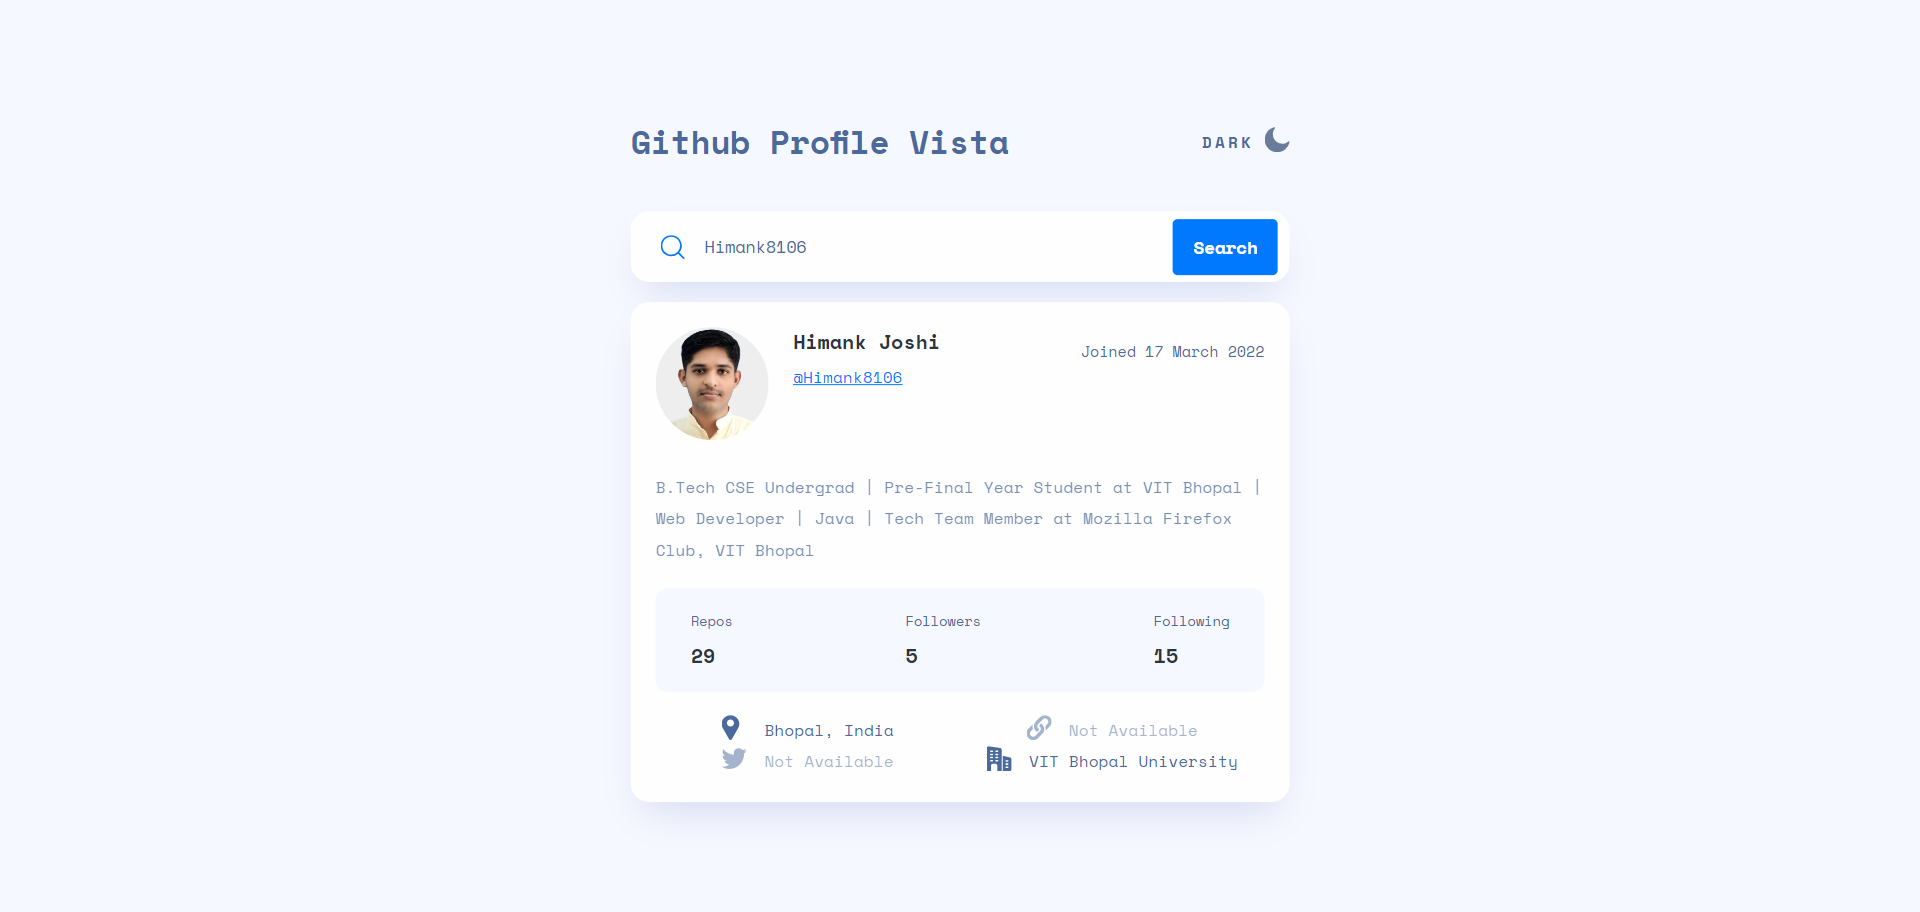 Github Profile Vista
DARK
Himank8106
Search
Himank Joshi
Joined 17 March 2022
@Himank8106
B.Tech CSE Undergrad | Pre-Final Year Student at VIT Bhopal |
Web Developer | Java | Tech Team Member at Mozilla Firefox
Club, VIT Bhopal
Repos Followers Following
29 5 15
Bhopal, India Not Available
Not Available VIT Bhopal University